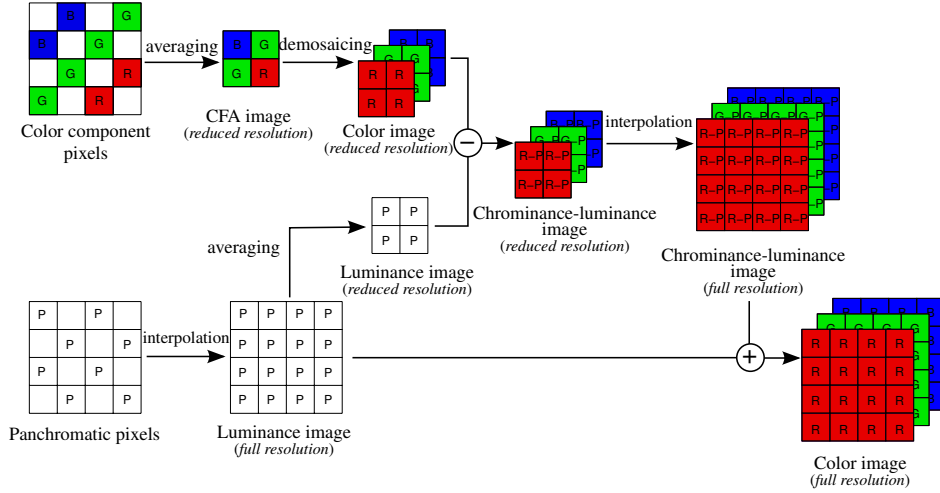 B G
B G
G R
G R
Color component
pixels
averaging
B G
G R
CFA image
(reduced resolution)
demosaicing
B B
G G
G
R R
R R
Color image
(reduced resolution)
−
R−P R−P
G−P G−P
P
P
R−P R−P
R−P R−P
Chrominance-luminance
image
(reduced resolution)
interpolation
R−P R−P R−P R−P
G−P G−P G−P G−P
R−P R−P R−P R−P
R−P R−P R−P R−P
R−P R−P R−P R−P
R−P R−P R−P R−P
Chrominance-luminance
image
(full resolution)
averaging
P P
P P
Luminance image
(reduced resolution)
P P
P P
P P
P P
Panchromatic pixels
interpolation
P P P P
P P P P
P P P P
P P P P
Luminance image
(full resolution)
+
B B B B
G G G G
R R R R
R R R R
R R R R
R R R R
Color image
(full resolution)